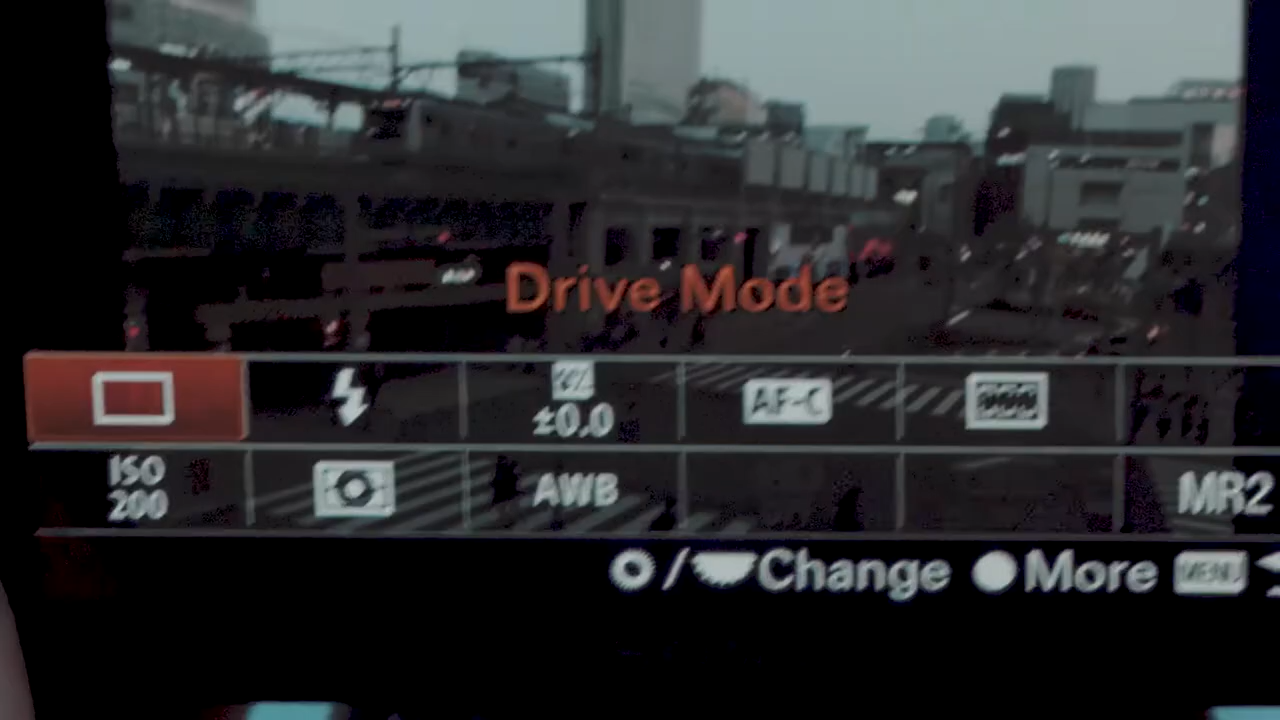 Drive Mode
±0.0
AF-C
ISO
200
AWB
MR2
/
Change
More
MENU